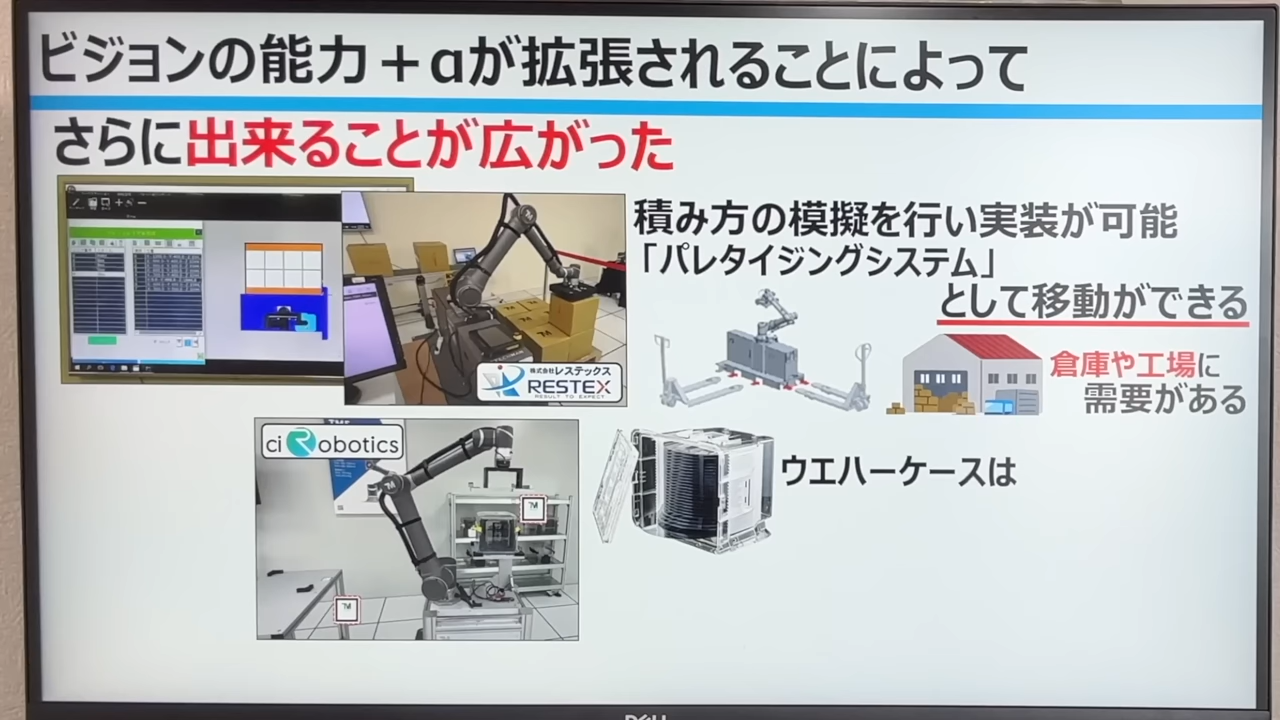 ビジョンの能力+αが拡張されることによって
さらに出来ることが広がった
積み方の模擬を行い実装が可能
「パレタイジングシステム」
として移動ができる
株式会社レステックス
RESTEX
RESULT TO EXPECT
倉庫や工場に
需要がある
ci Robotics
ウエハーケースは
TM
TM
DELL